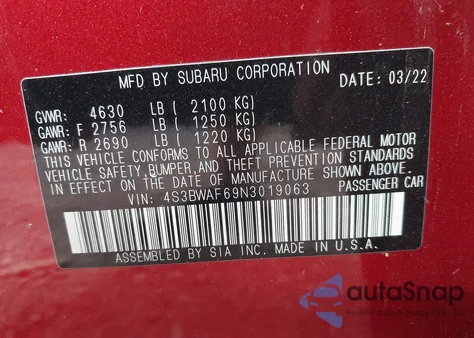 MFD BY SUBARU CORPORATION DATE: 03/22
GVWR: 4630 LB ( 2100 KG)
GAWR: F 2756 LB ( 1250 KG)
GAWR: R 2690 LB ( 1220 KG)
THIS VEHICLE CONFORMS TO ALL APPLICABLE FEDERAL MOTOR
VEHICLE SAFETY, BUMPER, AND THEFT PREVENTION STANDARDS
IN EFFECT ON THE DATE OF MANUFACTURE SHOWN ABOVE.
VIN: 4S3BWAF69N3019063 PASSENGER CAR
ASSEMBLED BY SIA INC. MADE IN U.S.A.
autoSnap